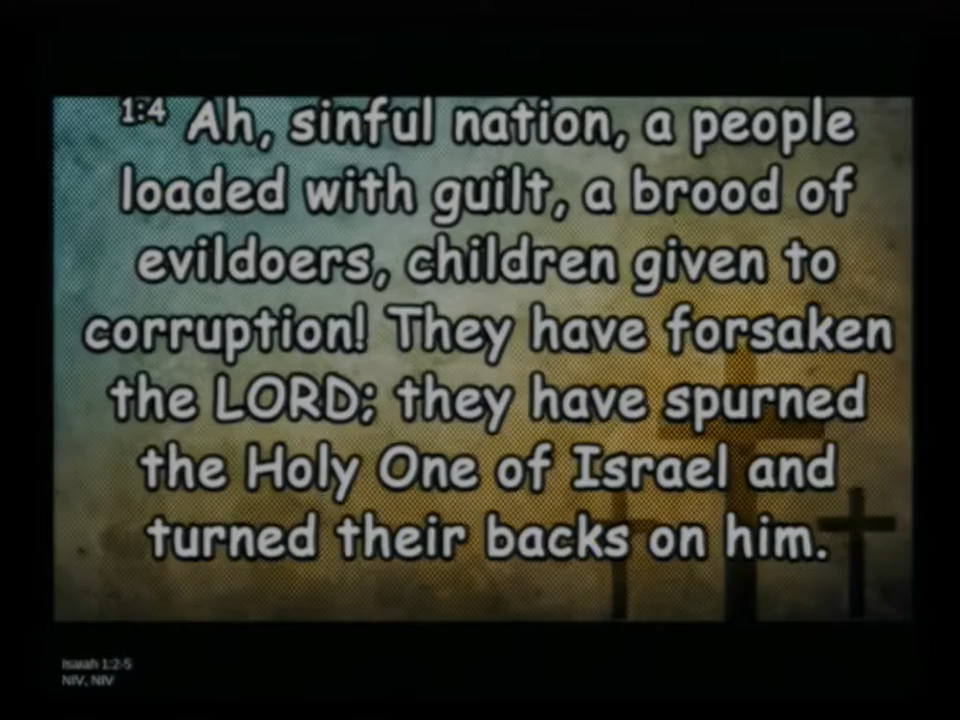 1:4 Ah, sinful nation, a people
loaded with guilt, a brood of
evildoers, children given to
corruption! They have forsaken
the LORD; they have spurned
the Holy One of Israel and
turned their backs on him.
Isaiah 1:2-5
NIV, NIV